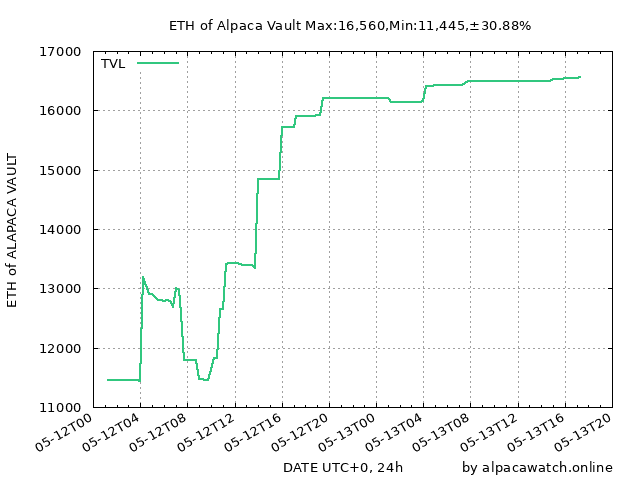 ETH of Alpaca Vault Max:16,560,Min:11,445,±30.88%
17000
TVL
16000
15000
14000
13000
12000
11000
ETH of ALAPACA VAULT
05-12T00
05-12T04
05-12T08
05-12T12
05-12T16
05-12T20
05-13T00
05-13T04
05-13T08
05-13T12
05-13T16
05-13T20
DATE UTC+0, 24h
by alpacawatch.online